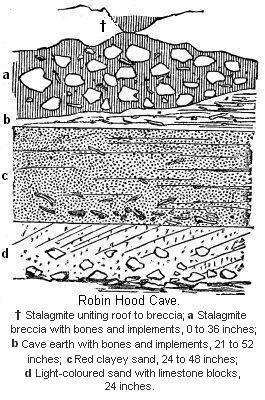 †
a
b
c
d
Robin Hood Cave.
† Stalagmite uniting roof to breccia; a Stalagmite
breccia with bones and implements, 0 to 36 inches;
b Cave earth with bones and implements, 21 to 52
inches; c Red clayey sand, 24 to 48 inches;
d Light-coloured sand with limestone blocks,
24 inches.